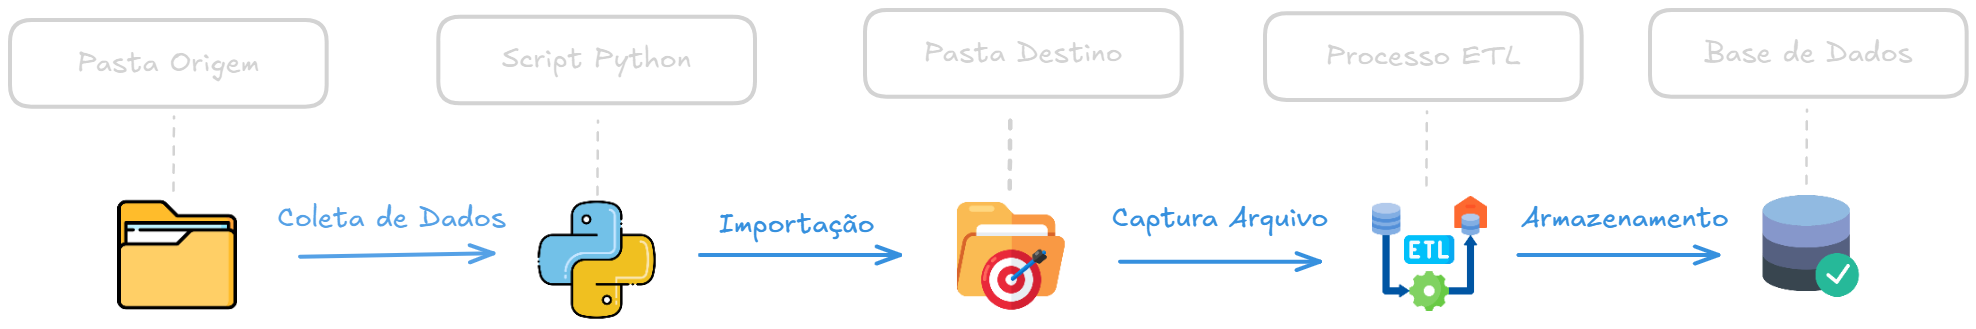 Pasta Origem
Script Python
Pasta Destino
Processo ETL
Base de Dados
Coleta de Dados
Importação
Captura Arquivo
ETL
Armazenamento